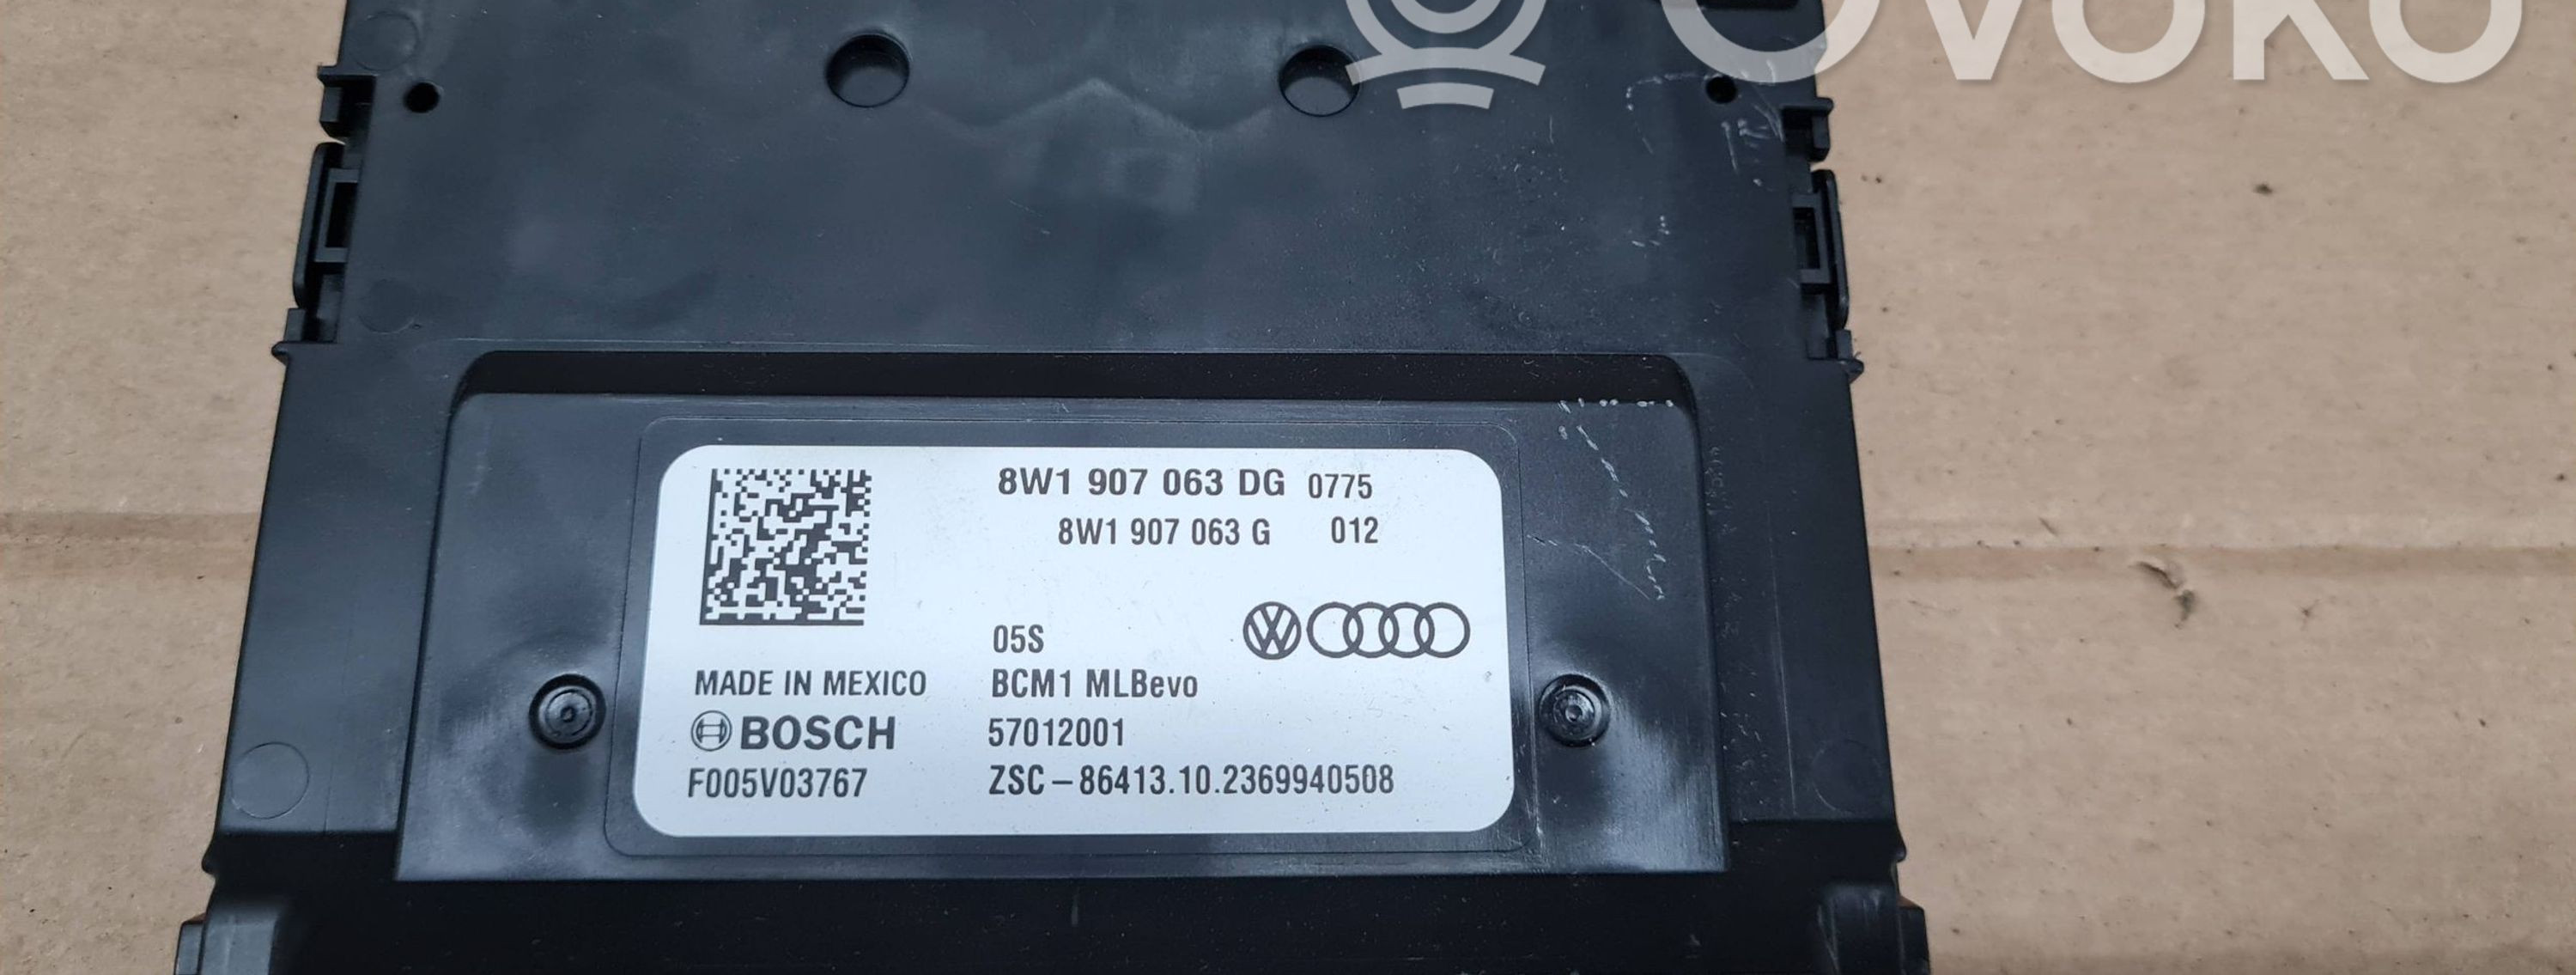 OVOKO
8W1 907 063 DG 0775
8W1 907 063 G 012
05S
MADE IN MEXICO BCM1 MLBevo
BOSCH 57012001
F005V03767 ZSC-86413.10.2369940508